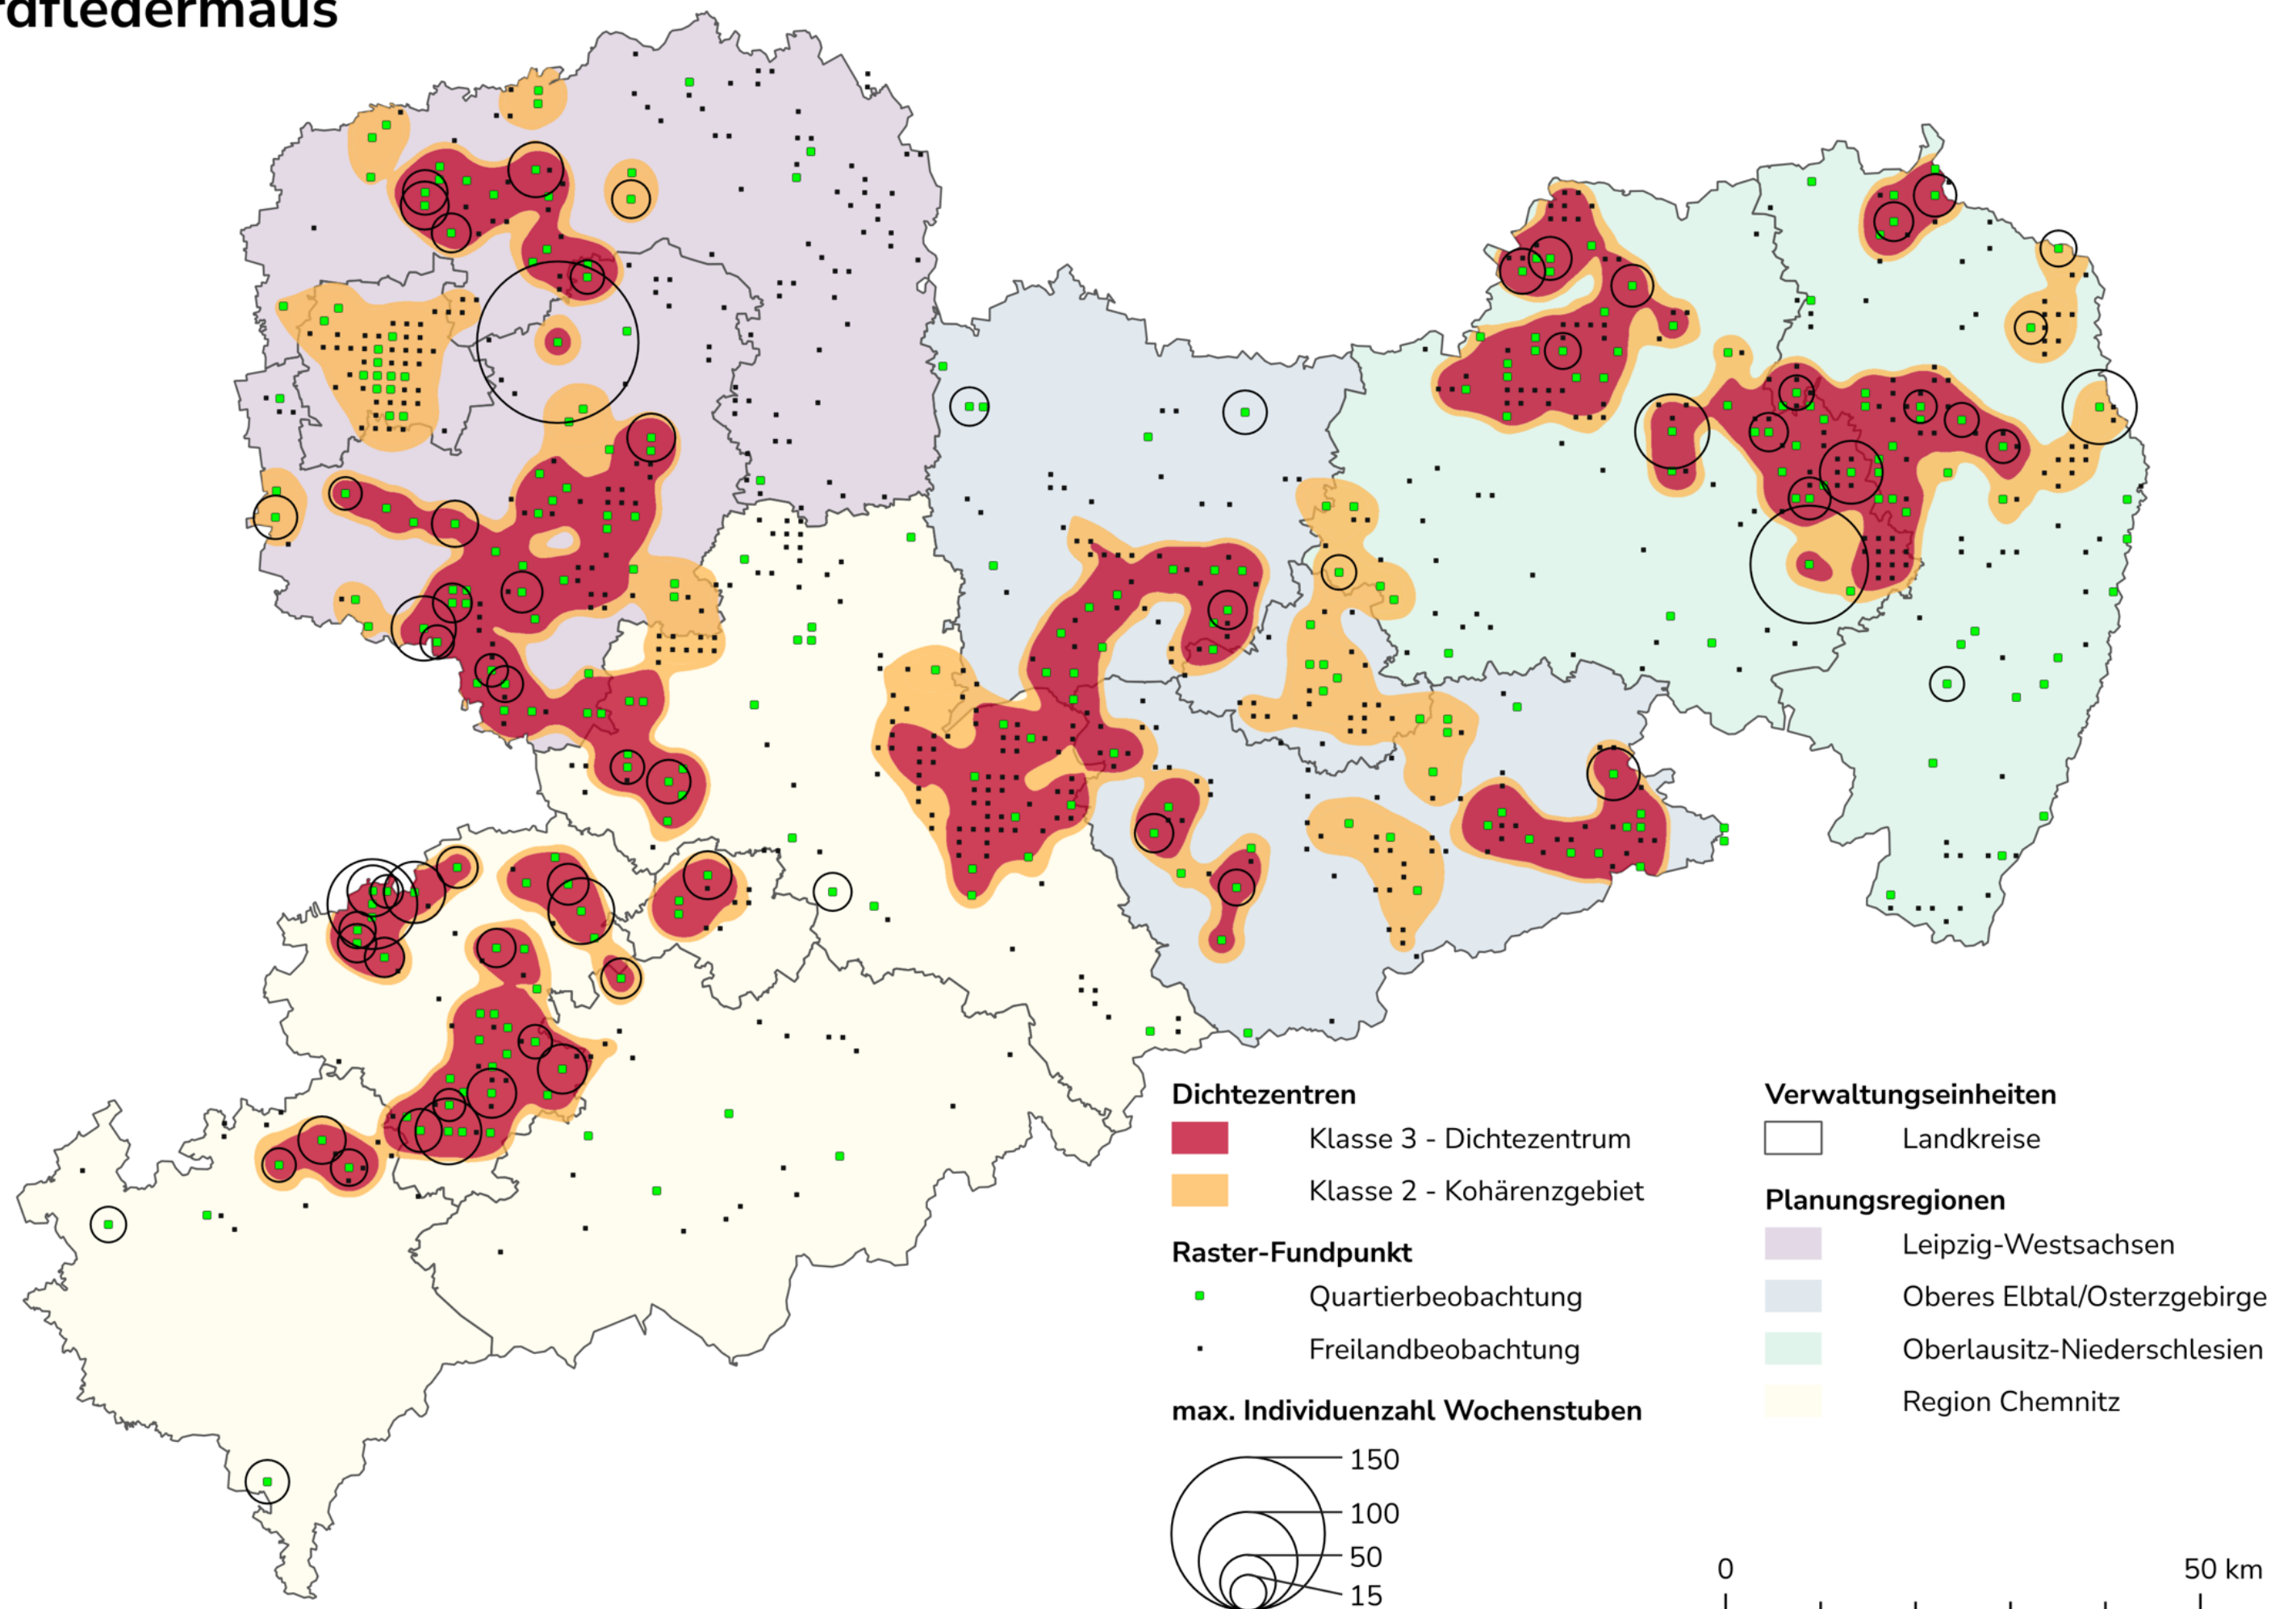 rdfledermaus
Dichtezentren
Klasse 3 - Dichtezentrum
Klasse 2 - Kohärenzgebiet
Raster-Fundpunkt
Quartierbeobachtung
Freilandbeobachtung
max. Individuenzahl Wochenstuben
150
100
50
15
Verwaltungseinheiten
Landkreise
Planungsregionen
Leipzig-Westsachsen
Oberes Elbtal/Osterzgebirge
Oberlausitz-Niederschlesien
Region Chemnitz
0 50 km